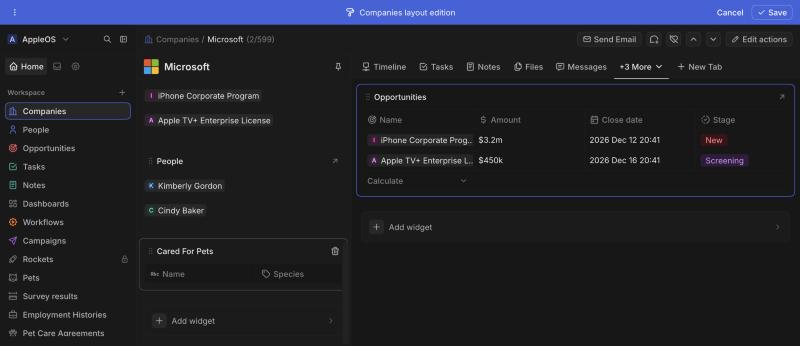 Companies layout edition
Cancel
Save
A AppleOS
Companies / Microsoft (2/599)
Send Email
Edit actions
Home
Workspace
Companies
People
Opportunities
Tasks
Notes
Dashboards
Workflows
Campaigns
Rockets
Pets
Survey results
Employment Histories
Pet Care Agreements
Microsoft
I iPhone Corporate Program
A Apple TV+ Enterprise License
People
K Kimberly Gordon
C Cindy Baker
Cared For Pets
Abc Name
Species
Add widget
Timeline
Tasks
Notes
Files
Messages
+3 More
New Tab
Opportunities
Name
Amount
Close date
Stage
I iPhone Corporate Prog.. $3.2m 2026 Dec 12 20:41 New
A Apple TV+ Enterprise L.. $450k 2026 Dec 16 20:41 Screening
Calculate
Add widget